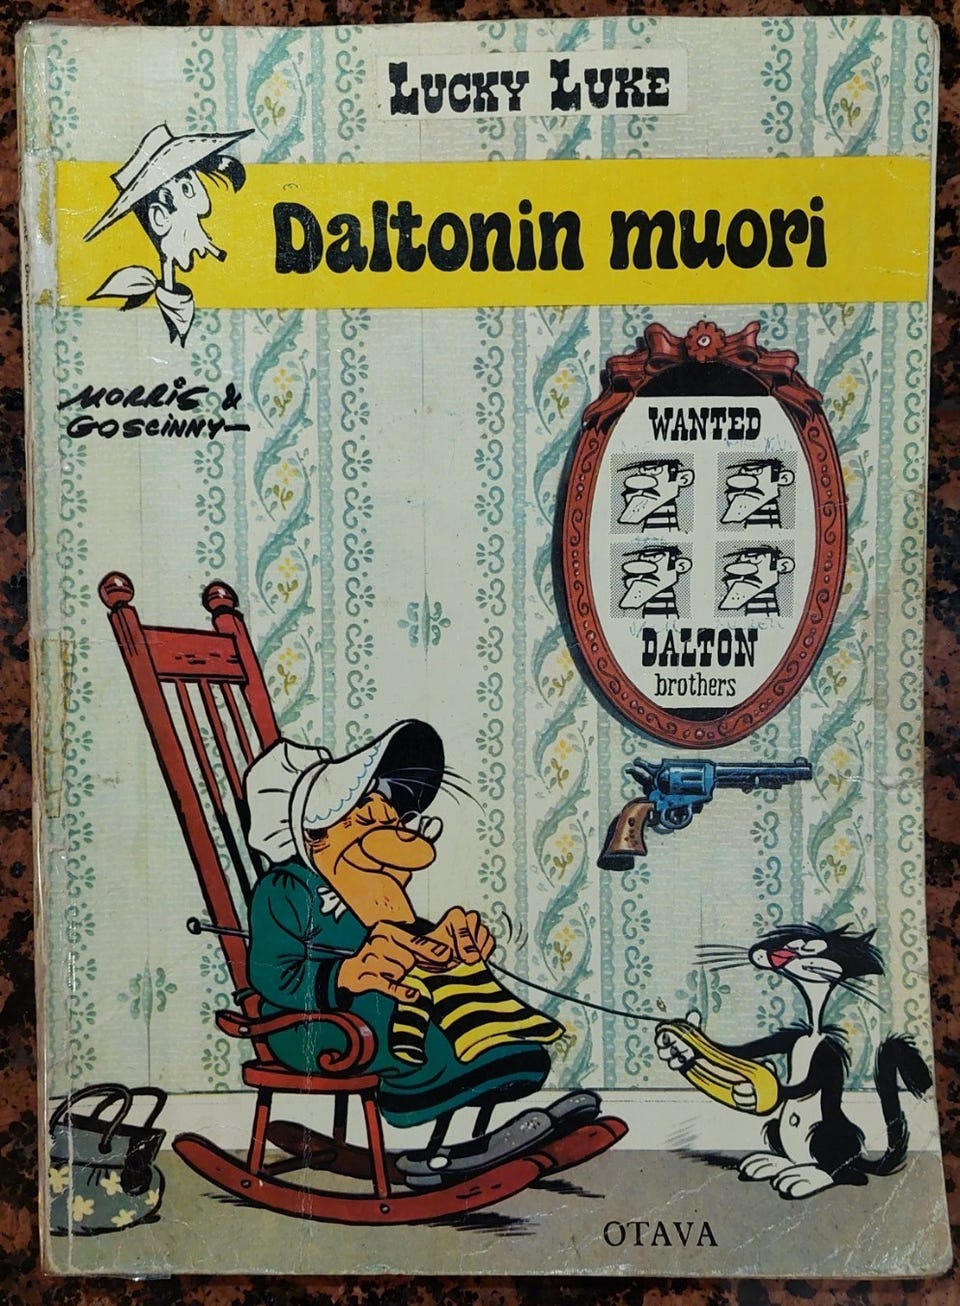 LUCKY LUKE
Daltonin muori
MORRIS &
GOSCINNY
WANTED
DALTON
brothers
OTAVA